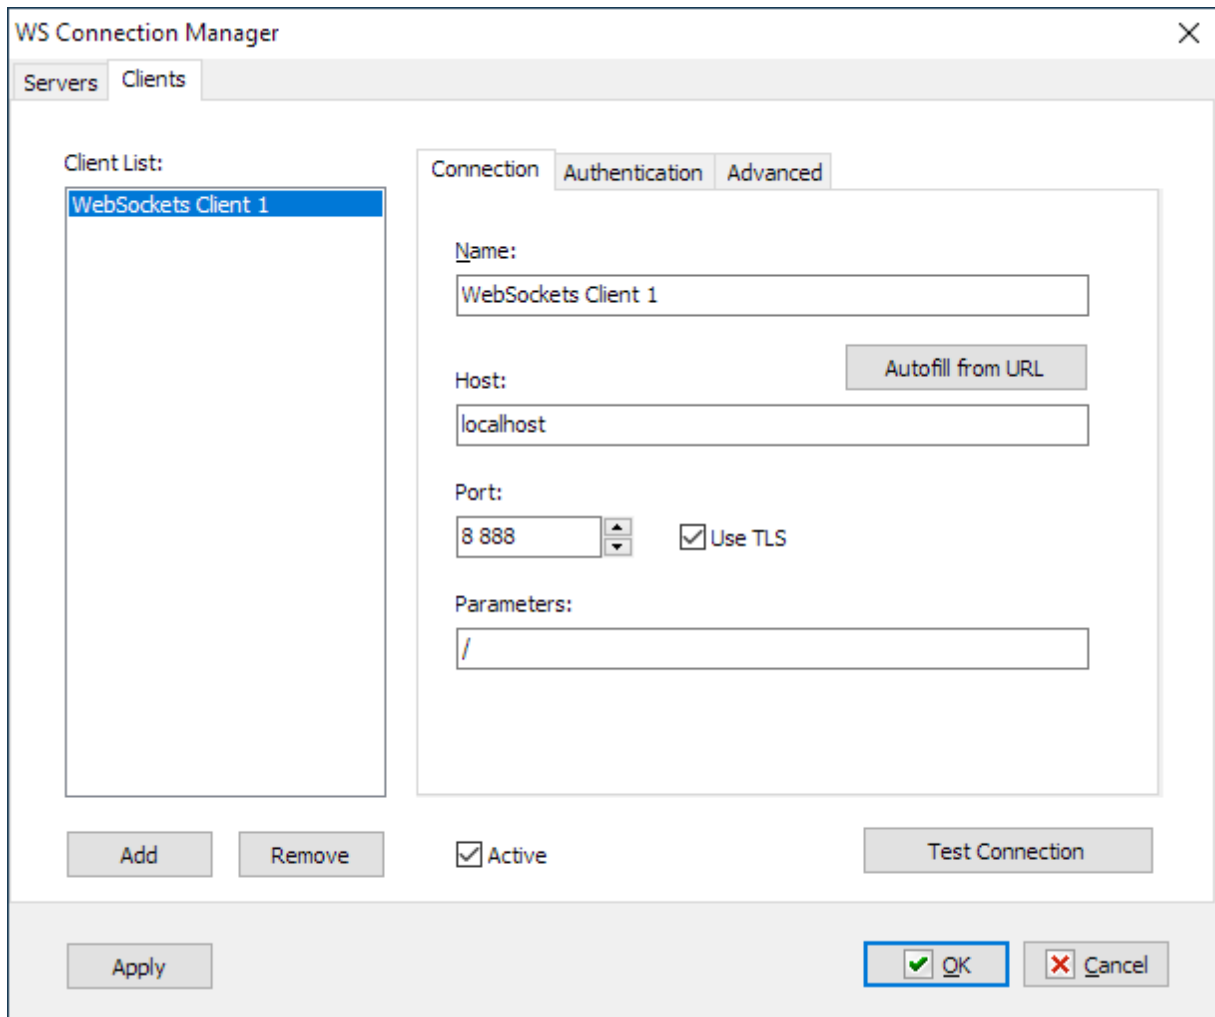 WS Connection Manager
Servers Clients
Client List:
WebSockets Client 1
Connection Authentication Advanced
Name:
WebSockets Client 1
Autofill from URL
Host:
localhost
Port:
8 888
Use TLS
Parameters:
/
Add Remove Active Test Connection
Apply OK Cancel